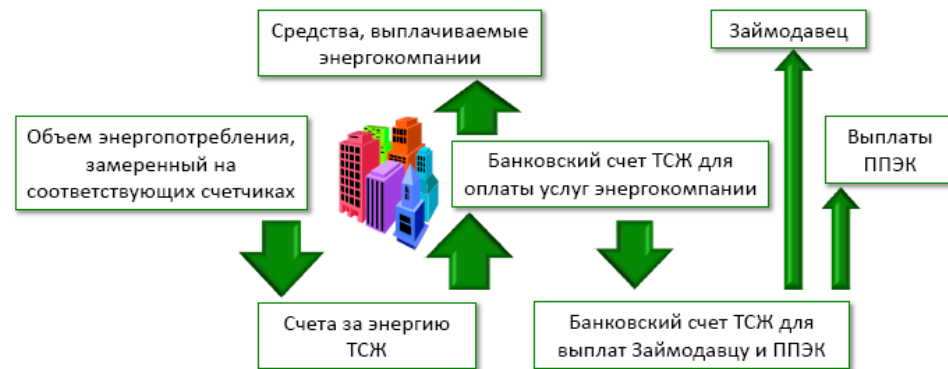 Средства, выплачиваемые
энергокомпании
Займодавец
Объем энергопотребления,
замеренный на
соответствующих счетчиках
Банковский счет ТСЖ для
оплаты услуг энергокомпании
Выплаты
ППЭК
Счета за энергию
ТСЖ
Банковский счет ТСЖ для
выплат Займодавцу и ППЭК